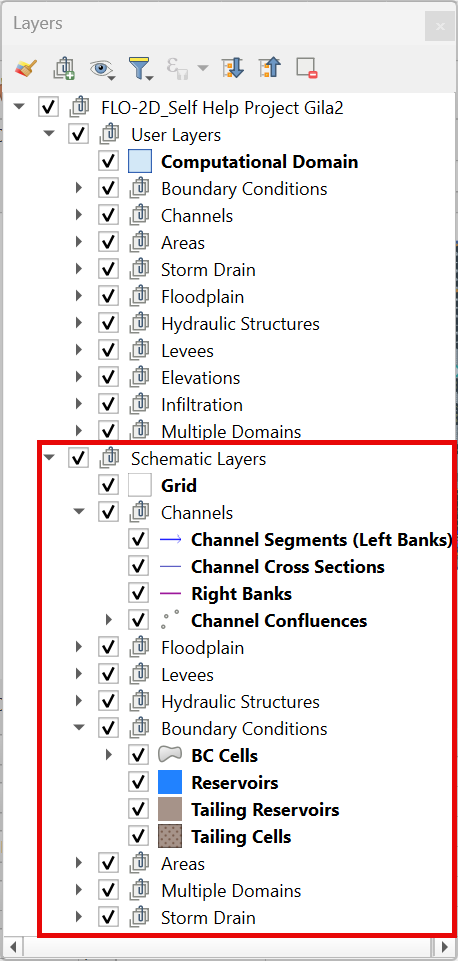 Layers
FLO-2D_Self Help Project Gila2
User Layers
Computational Domain
Boundary Conditions
Channels
Areas
Storm Drain
Floodplain
Hydraulic Structures
Levees
Elevations
Infiltration
Multiple Domains
Schematic Layers
Grid
Channels
Channel Segments (Left Banks)
Channel Cross Sections
Right Banks
Channel Confluences
Floodplain
Levees
Hydraulic Structures
Boundary Conditions
BC Cells
Reservoirs
Tailing Reservoirs
Tailing Cells
Areas
Multiple Domains
Storm Drain